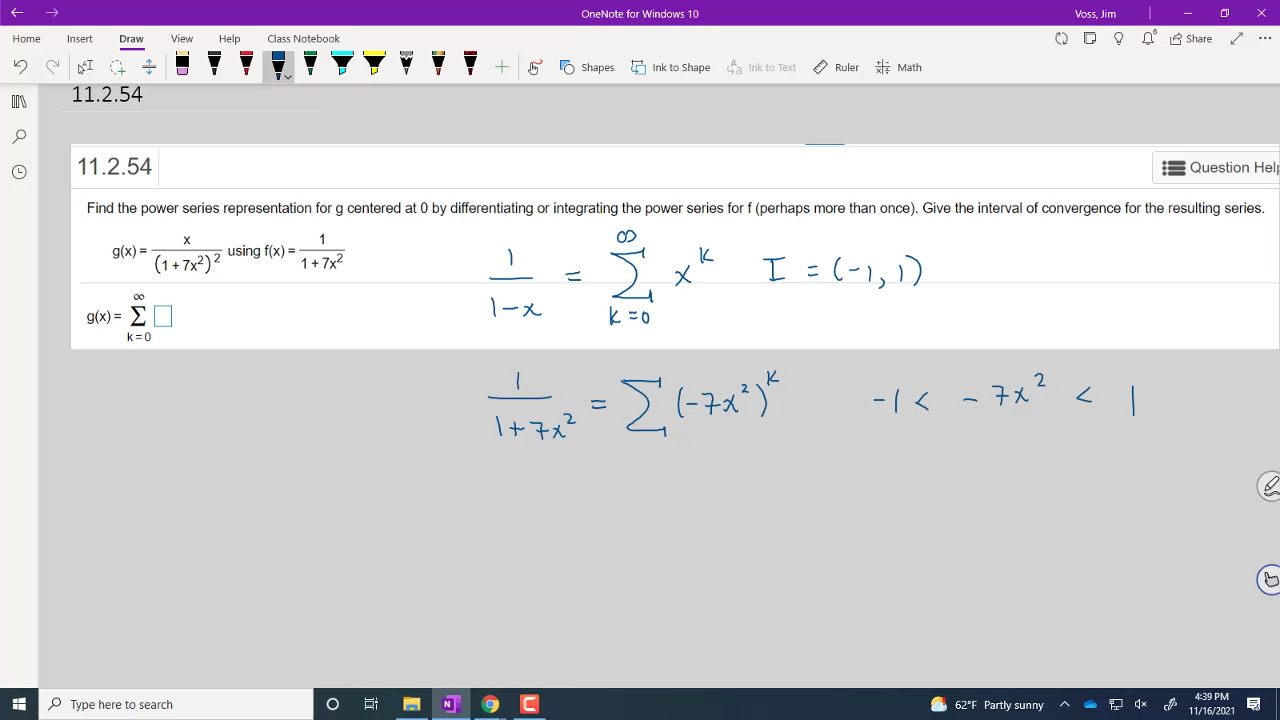 OneNote for Windows 10
Voss, Jim
Home Insert Draw View Help Class Notebook
Share
Shapes Ink to Shape Ink to Text Ruler Math
11.2.54
11.2.54
Question Help
Find the power series representation for g centered at 0 by differentiating or integrating the power series for f (perhaps more than once). Give the interval of convergence for the resulting series.
g(x) = x / (1 + 7x²)² using f(x) = 1 / (1 + 7x²)
1/(1-x) = ∞ Σ k=0 x^k I = (-1, 1)
g(x) = ∞ Σ k=0
1/(1+7x²) = Σ (-7x²)^k -1 < -7x² < 1
Type here to search
62°F Partly sunny
4:39 PM
11/16/2021